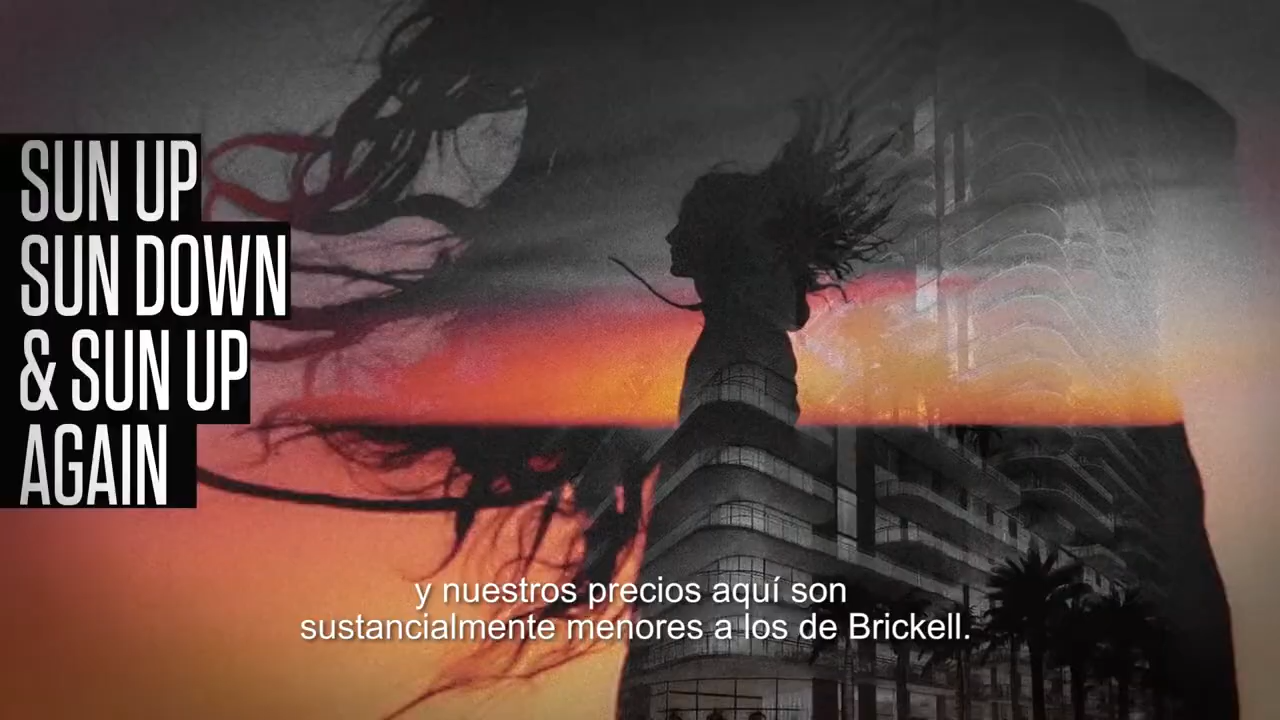 SUN UP
SUN DOWN
& SUN UP
AGAIN
y nuestros precios aquí son
sustancialmente menores a los de Brickell.